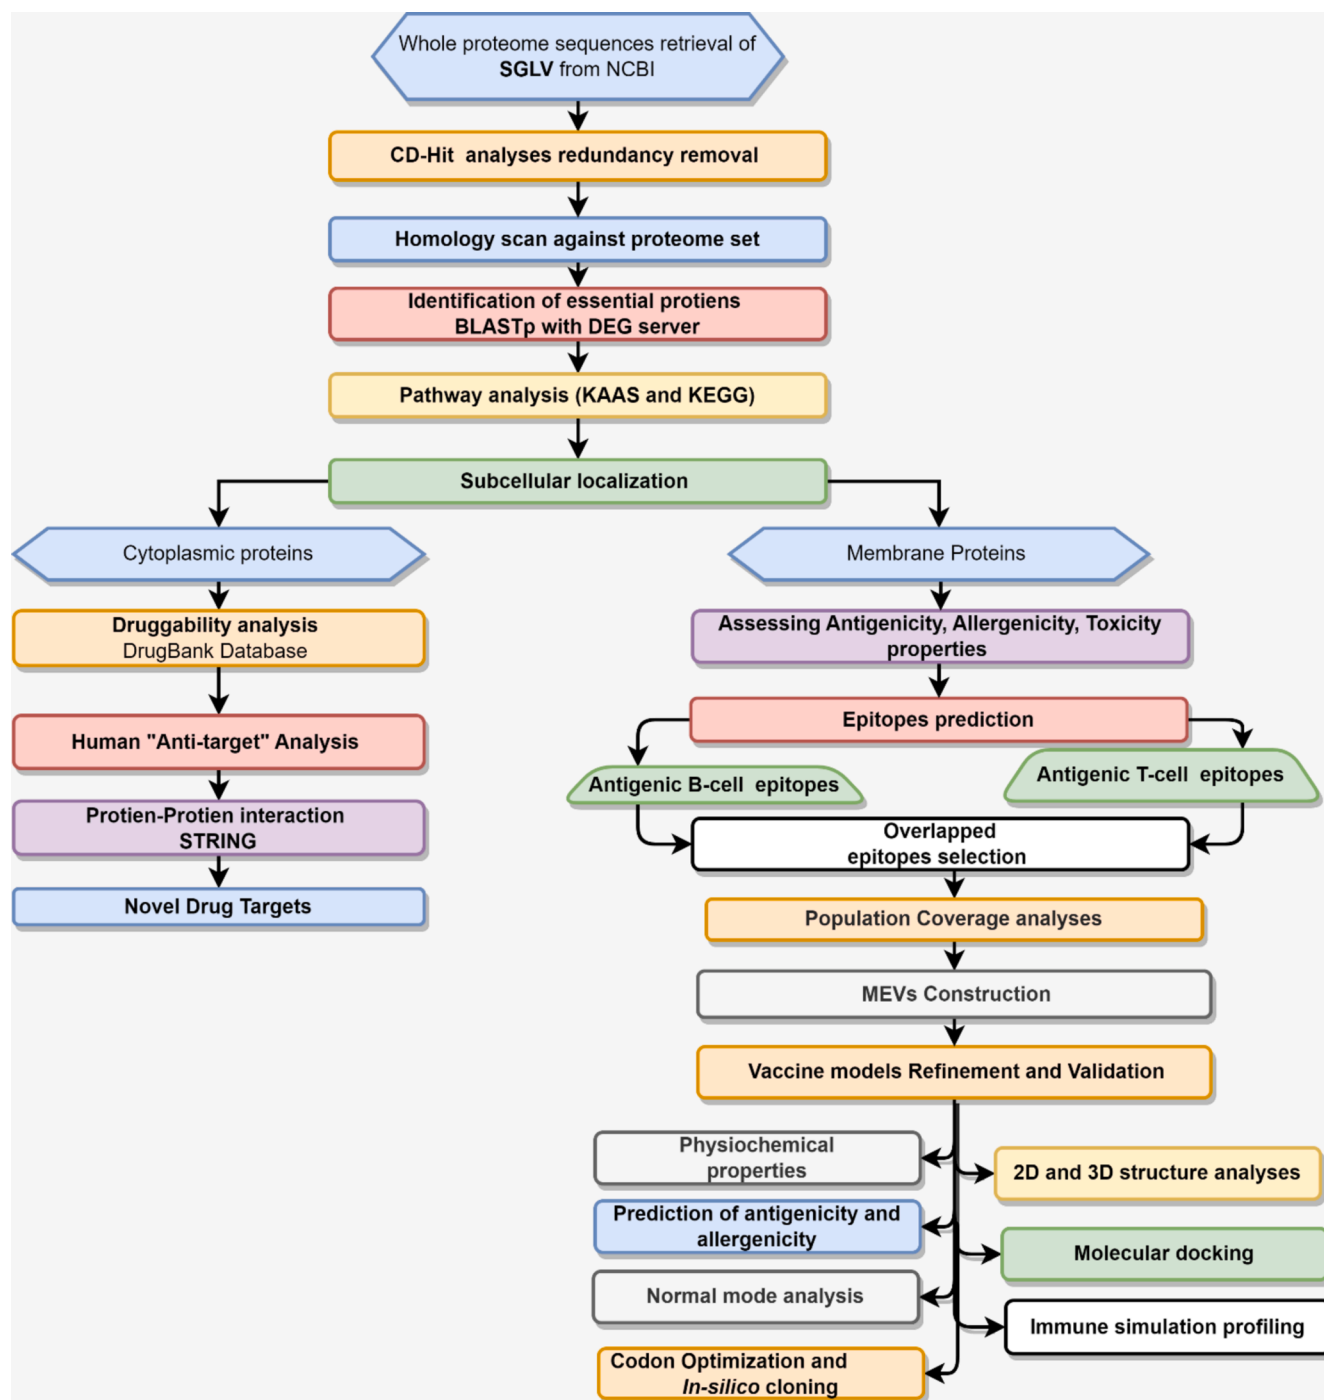 Whole proteome sequences retrieval of
SGLV from NCBI
CD-Hit analyses redundancy removal
Homology scan against proteome set
Identification of essential protiens
BLASTp with DEG server
Pathway analysis (KAAS and KEGG)
Subcellular localization
Cytoplasmic proteins
Druggability analysis
DrugBank Database
Human "Anti-target" Analysis
Protien-Protien interaction
STRING
Novel Drug Targets
Membrane Proteins
Assessing Antigenicity, Allergenicity, Toxicity
properties
Epitopes prediction
Antigenic B-cell epitopes
Antigenic T-cell epitopes
Overlapped
epitopes selection
Population Coverage analyses
MEVs Construction
Vaccine models Refinement and Validation
Physiochemical
properties
2D and 3D structure analyses
Prediction of antigenicity and
allergenicity
Molecular docking
Normal mode analysis
Immune simulation profiling
Codon Optimization and
In-silico cloning